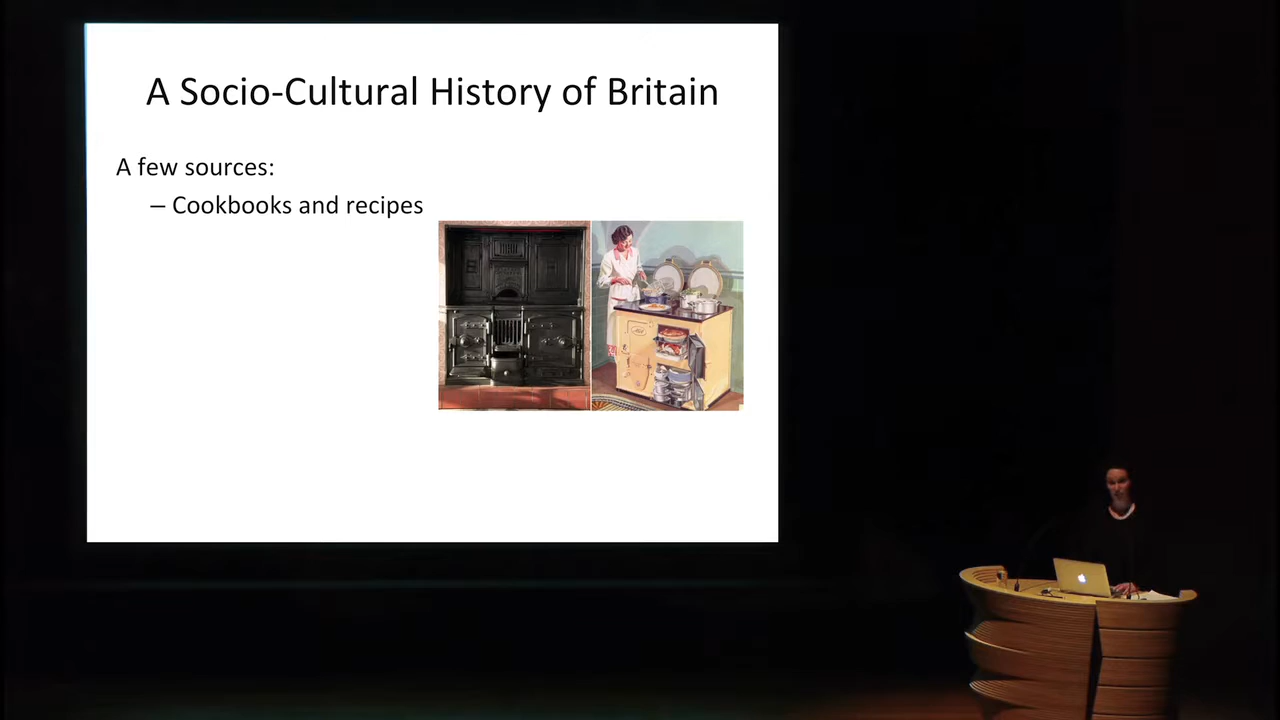 A Socio-Cultural History of Britain
A few sources:
– Cookbooks and recipes